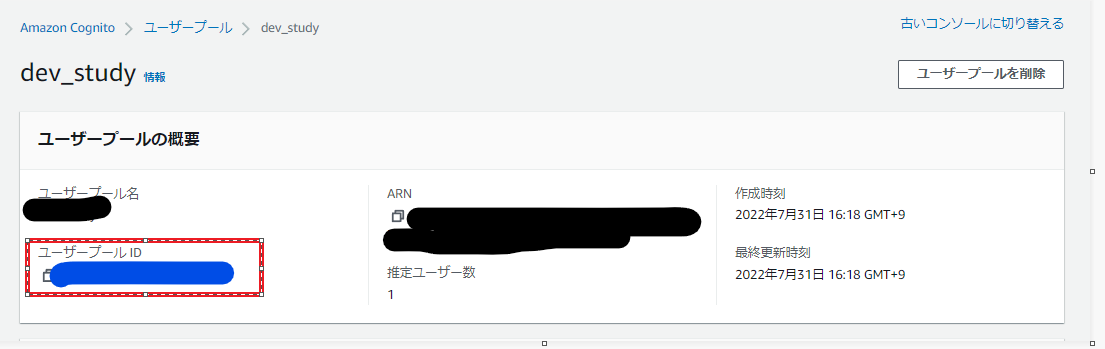 Amazon Cognito > ユーザープール > dev_study
古いコンソールに切り替える
dev_study 情報
ユーザープールを削除
ユーザープールの概要
ユーザープール名
ユーザープール ID
ARN
推定ユーザー数
1
作成時刻
2022年7月31日 16:18 GMT+9
最終更新時刻
2022年7月31日 16:18 GMT+9